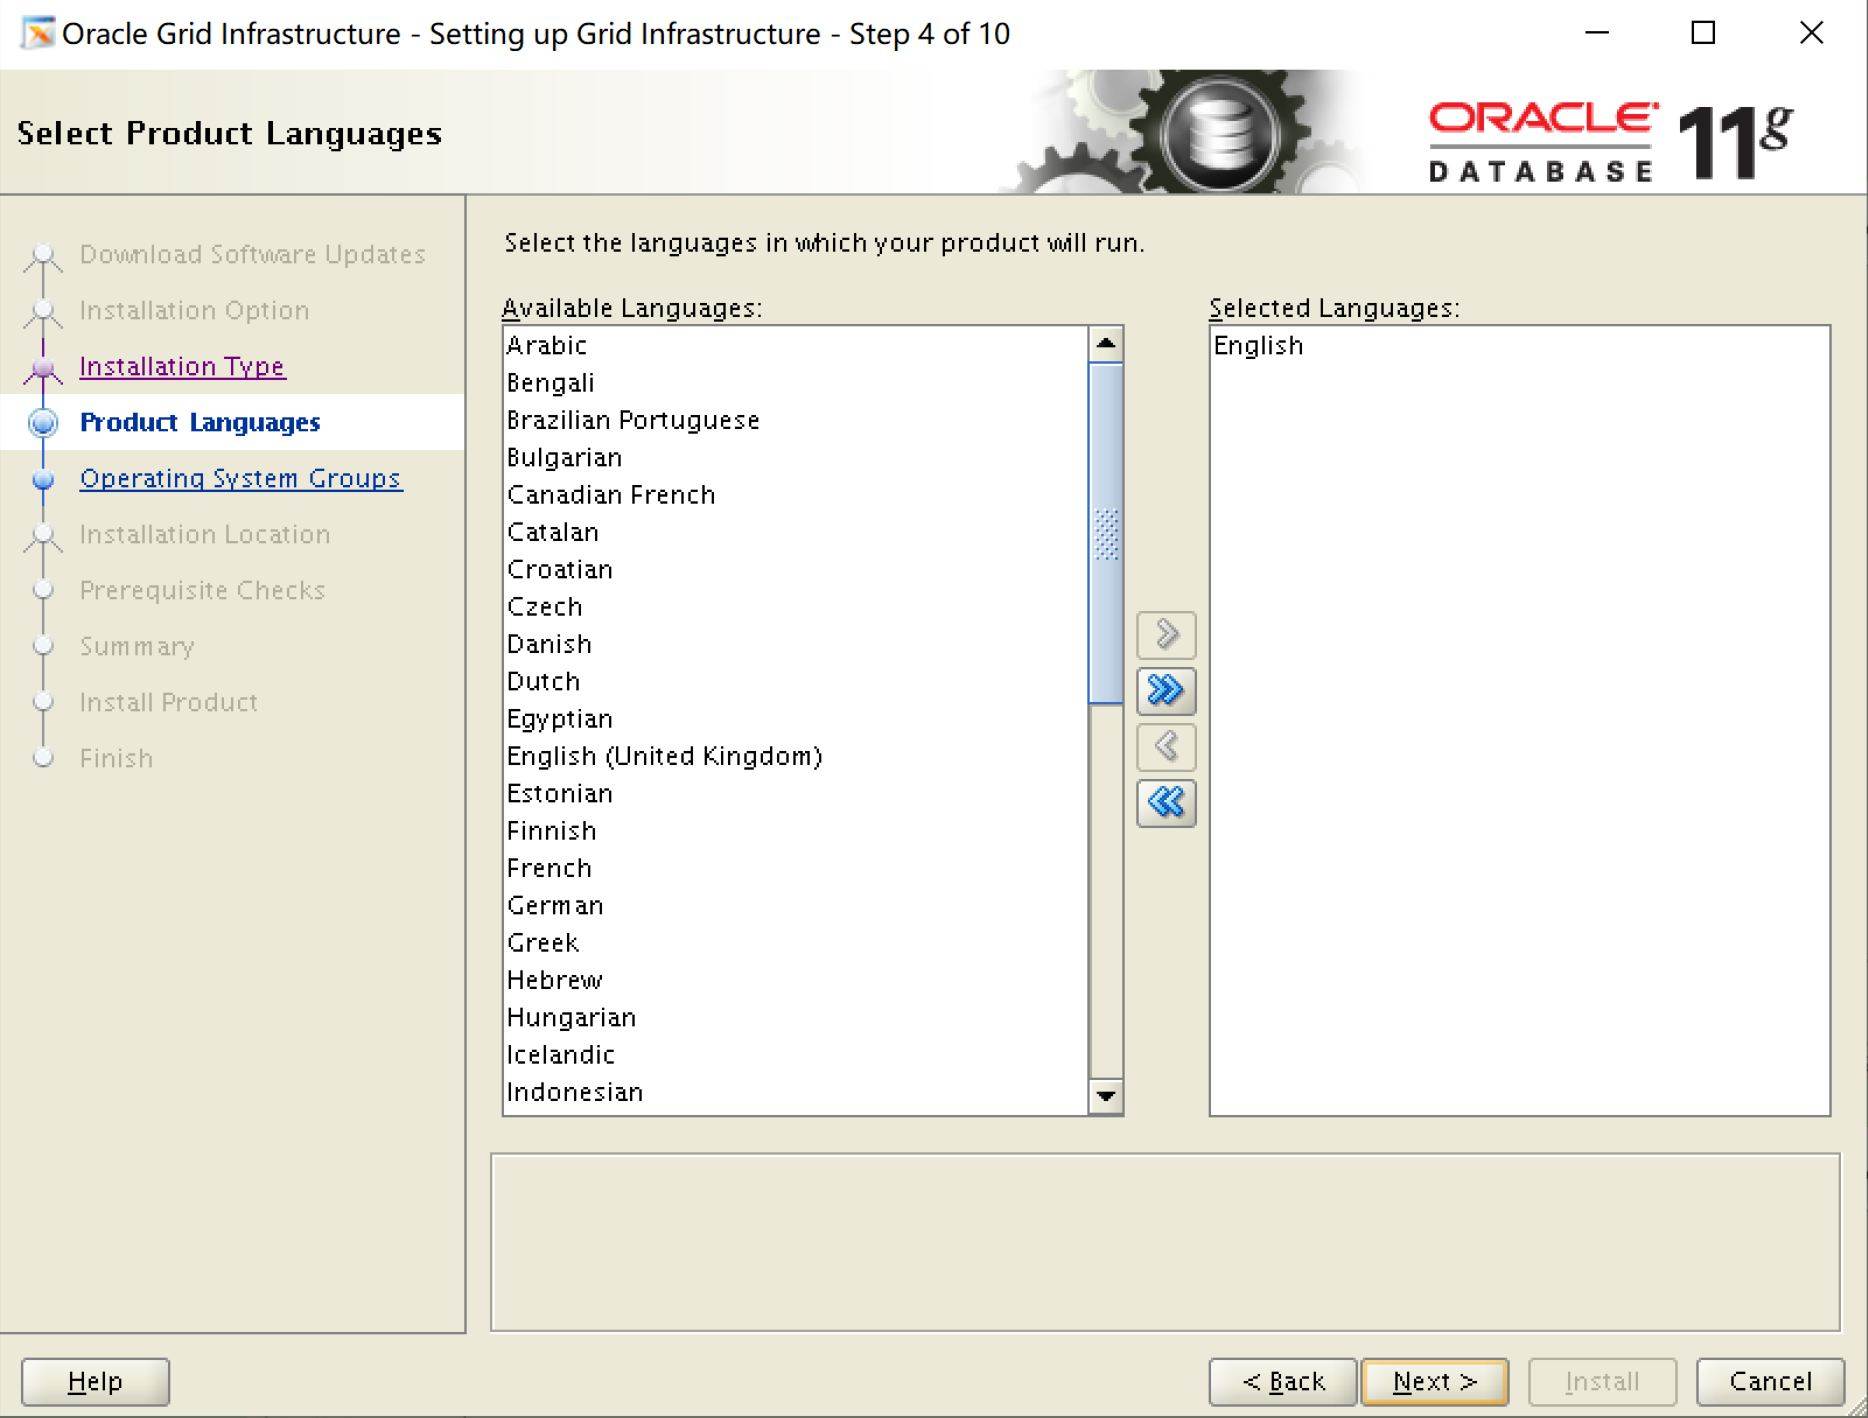 Oracle Grid Infrastructure - Setting up Grid Infrastructure - Step 4 of 10
Select Product Languages
ORACLE
DATABASE
11g
Download Software Updates
Installation Option
Installation Type
Product Languages
Operating System Groups
Installation Location
Prerequisite Checks
Summary
Install Product
Finish
Select the languages in which your product will run.
Available Languages:
Arabic
Bengali
Brazilian Portuguese
Bulgarian
Canadian French
Catalan
Croatian
Czech
Danish
Dutch
Egyptian
English (United Kingdom)
Estonian
Finnish
French
German
Greek
Hebrew
Hungarian
Icelandic
Indonesian
Selected Languages:
English
Help
< Back
Next >
Install
Cancel